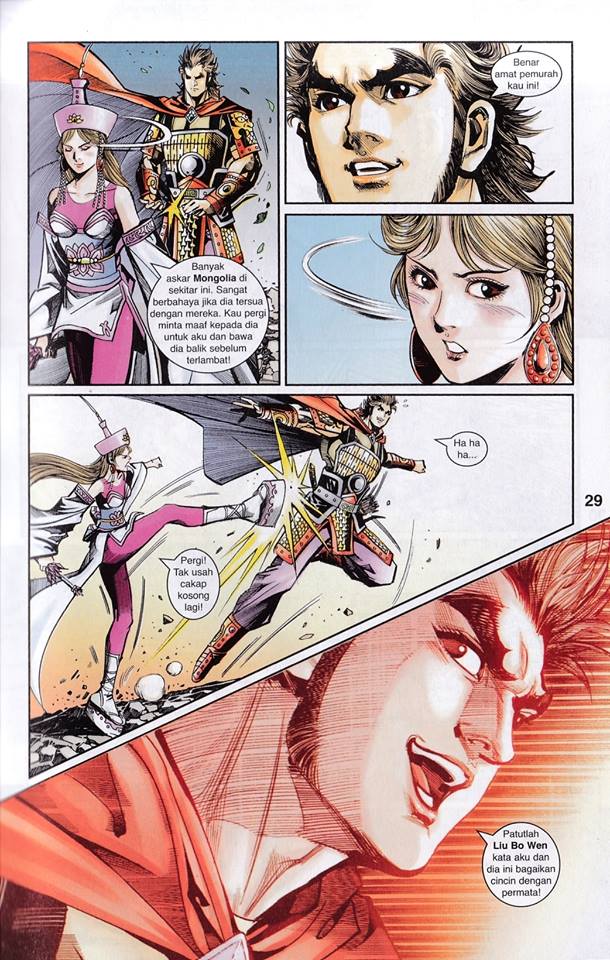 Banyak
askar Mongolia di
sekitar ini. Sangat
berbahaya jika dia tersua
dengan mereka. Kau pergi
minta maaf kepada dia
untuk aku dan bawa
dia balik sebelum
terlambat!
Benar
amat pemurah
kau ini!
Ha ha
ha...
Pergi!
Tak usah
cakap
kosong
lagi!
29
Patutlah
Liu Bo Wen
kata aku dan
dia ini bagaikan
cincin dengan
permata!